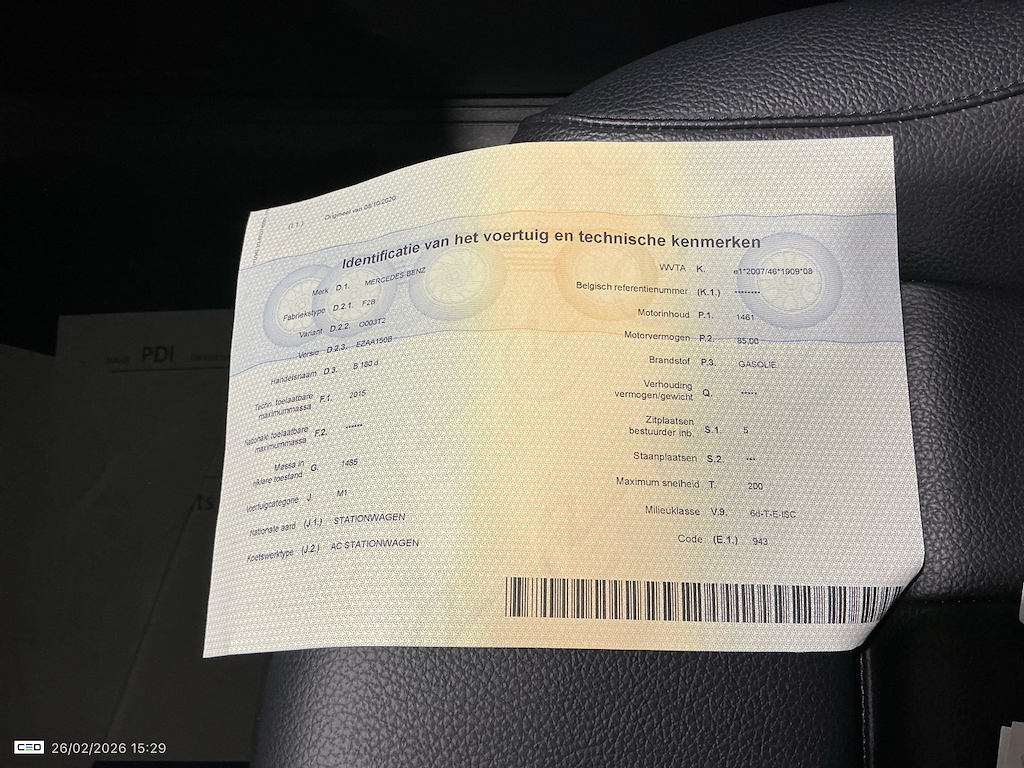 (I.1.) Origineel van 08/10/2020
Identificatie van het voertuig en technische kenmerken
Merk D.1. MERCEDES-BENZ
Fabriekstype D.2.1. F2B
Variant D.2.2. O003T2
Versie D.2.3. EZAA150B
Handelsnaam D.3. B 180 d
Techn. toelaatbare
maximummassa F.1. 2015
Nationale toelaatbare
maximummassa F.2. ******
Massa in
rijklare toestand G. 1485
Voertuigcategorie J M1
Nationale aard (J.1.) STATIONWAGEN
Koetswerktype (J.2.) AC STATIONWAGEN
WVTA K. e1*2007/46*1909*08
Belgisch referentienummer (K.1.) ********
Motorinhoud P.1. 1461
Motorvermogen P.2. 85.00
Brandstof P.3. GASOLIE
Verhouding
vermogen/gewicht Q. *****
Zitplaatsen
bestuurder inb. S.1. 5
Staanplaatsen S.2. ***
Maximum snelheid T. 200
Milieuklasse V.9. 6d-T-E-ISC
Code (E.1.) 943
PDI
CEO 26/02/2026 15:29